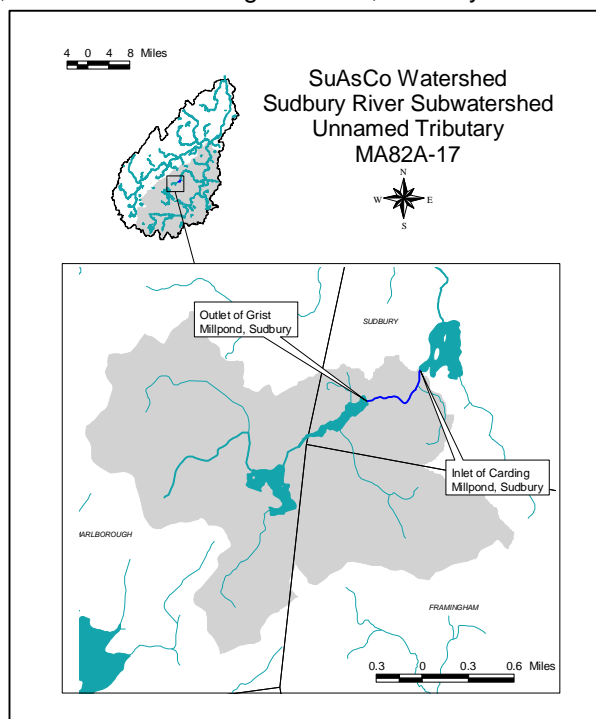 4 0 4 8 Miles
SuAsCo Watershed
Sudbury River Subwatershed
Unnamed Tributary
MA82A-17
N
W E
S
Outlet of Grist
Millpond, Sudbury
SUDBURY
Inlet of Carding
Millpond, Sudbury
ARLBOROUGH
FRAMINGHAM
0.3 0 0.3 0.6 Miles